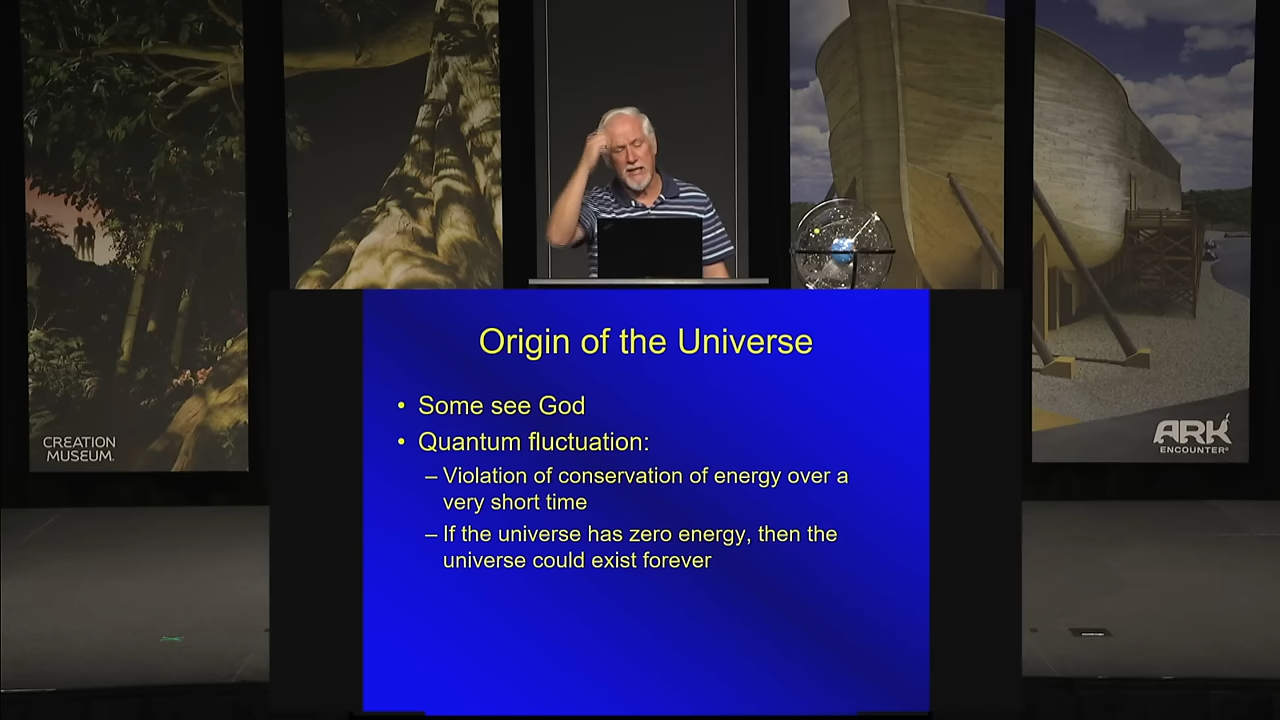 Origin of the Universe
• Some see God
• Quantum fluctuation:
– Violation of conservation of energy over a
very short time
– If the universe has zero energy, then the
universe could exist forever
CREATION
MUSEUM.
ARK
ENCOUNTER®